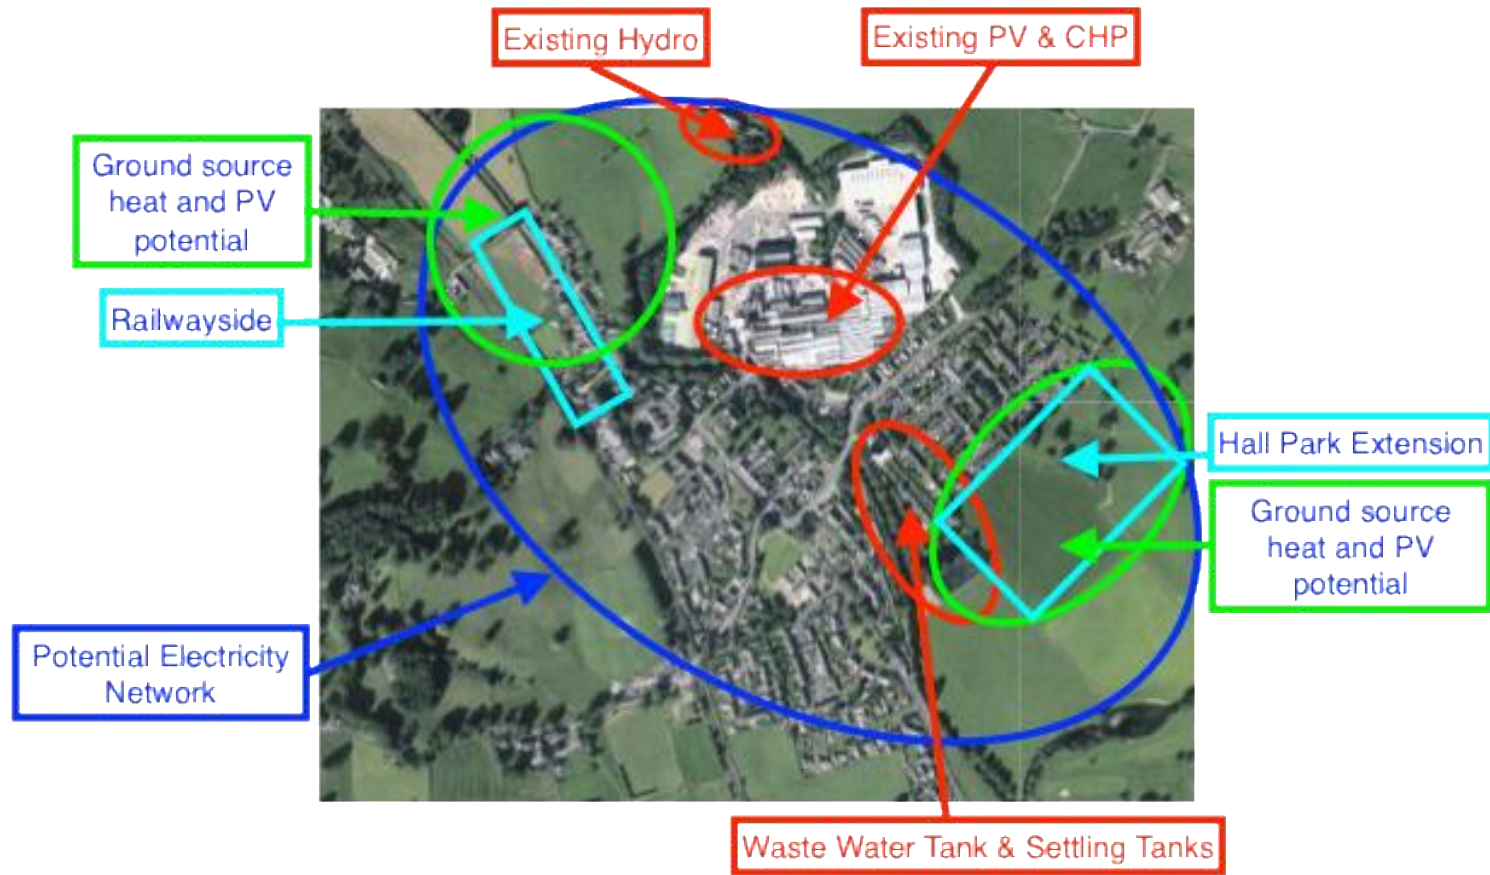 Existing Hydro
Existing PV & CHP
Ground source
heat and PV
potential
Railwayside
Hall Park Extension
Ground source
heat and PV
potential
Potential Electricity
Network
Waste Water Tank & Settling Tanks